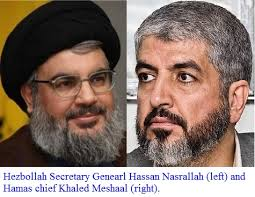 Hezbollah Secretary Genearl Hassan Nasrallah (left) and
Hamas chief Khaled Meshaal (right).